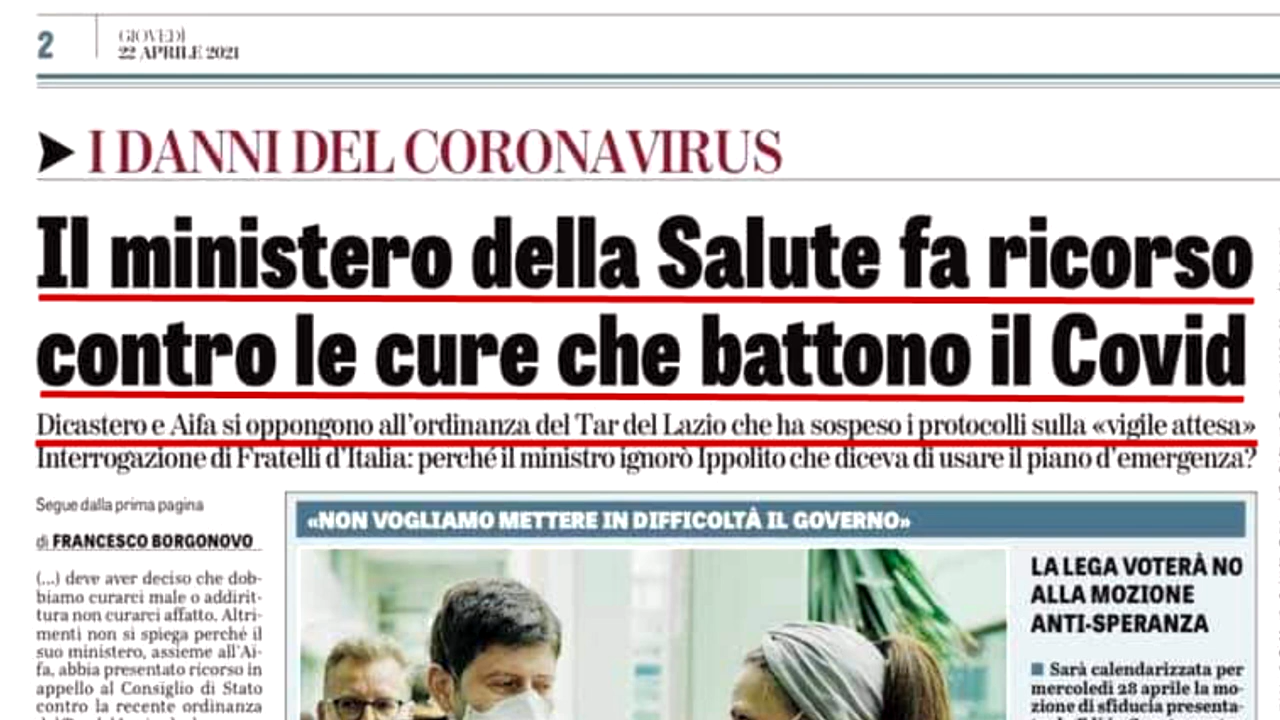 2
GIOVEDÌ
22 APRILE 2021
I DANNI DEL CORONAVIRUS
Il ministero della Salute fa ricorso
contro le cure che battono il Covid
Dicastero e Aifa si oppongono all'ordinanza del Tar del Lazio che ha sospeso i protocolli sulla «vigile attesa»
Interrogazione di Fratelli d'Italia: perché il ministro ignorò Ippolito che diceva di usare il piano d'emergenza?
Segue dalla prima pagina
di FRANCESCO BORGONOVO
(...) deve aver deciso che dob-
biamo curarci male o addirit-
tura non curarci affatto. Altri-
menti non si spiega perché il
suo ministero, assieme all'Ai-
fa, abbia presentato ricorso in
appello al Consiglio di Stato
contro la recente ordinanza
«NON VOGLIAMO METTERE IN DIFFICOLTÀ IL GOVERNO»
LA LEGA VOTERÀ NO
ALLA MOZIONE
ANTI-SPERANZA
Sarà calendarizzata per
mercoledì 28 aprile la mo-
zione di sfiducia presenta-